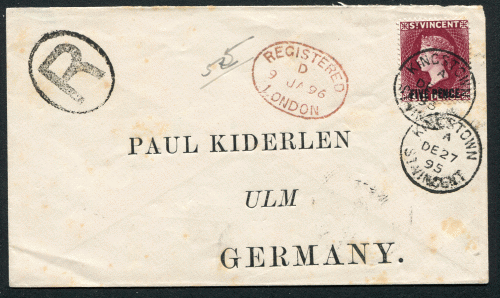 R
55
REGISTERED
D
9 JA 96
LONDON
ST VINCENT
FIVE PENCE
KINGSTOWN
A
DE 27
95
ST VINCENT
PAUL KIDERLEN
ULM
GERMANY.